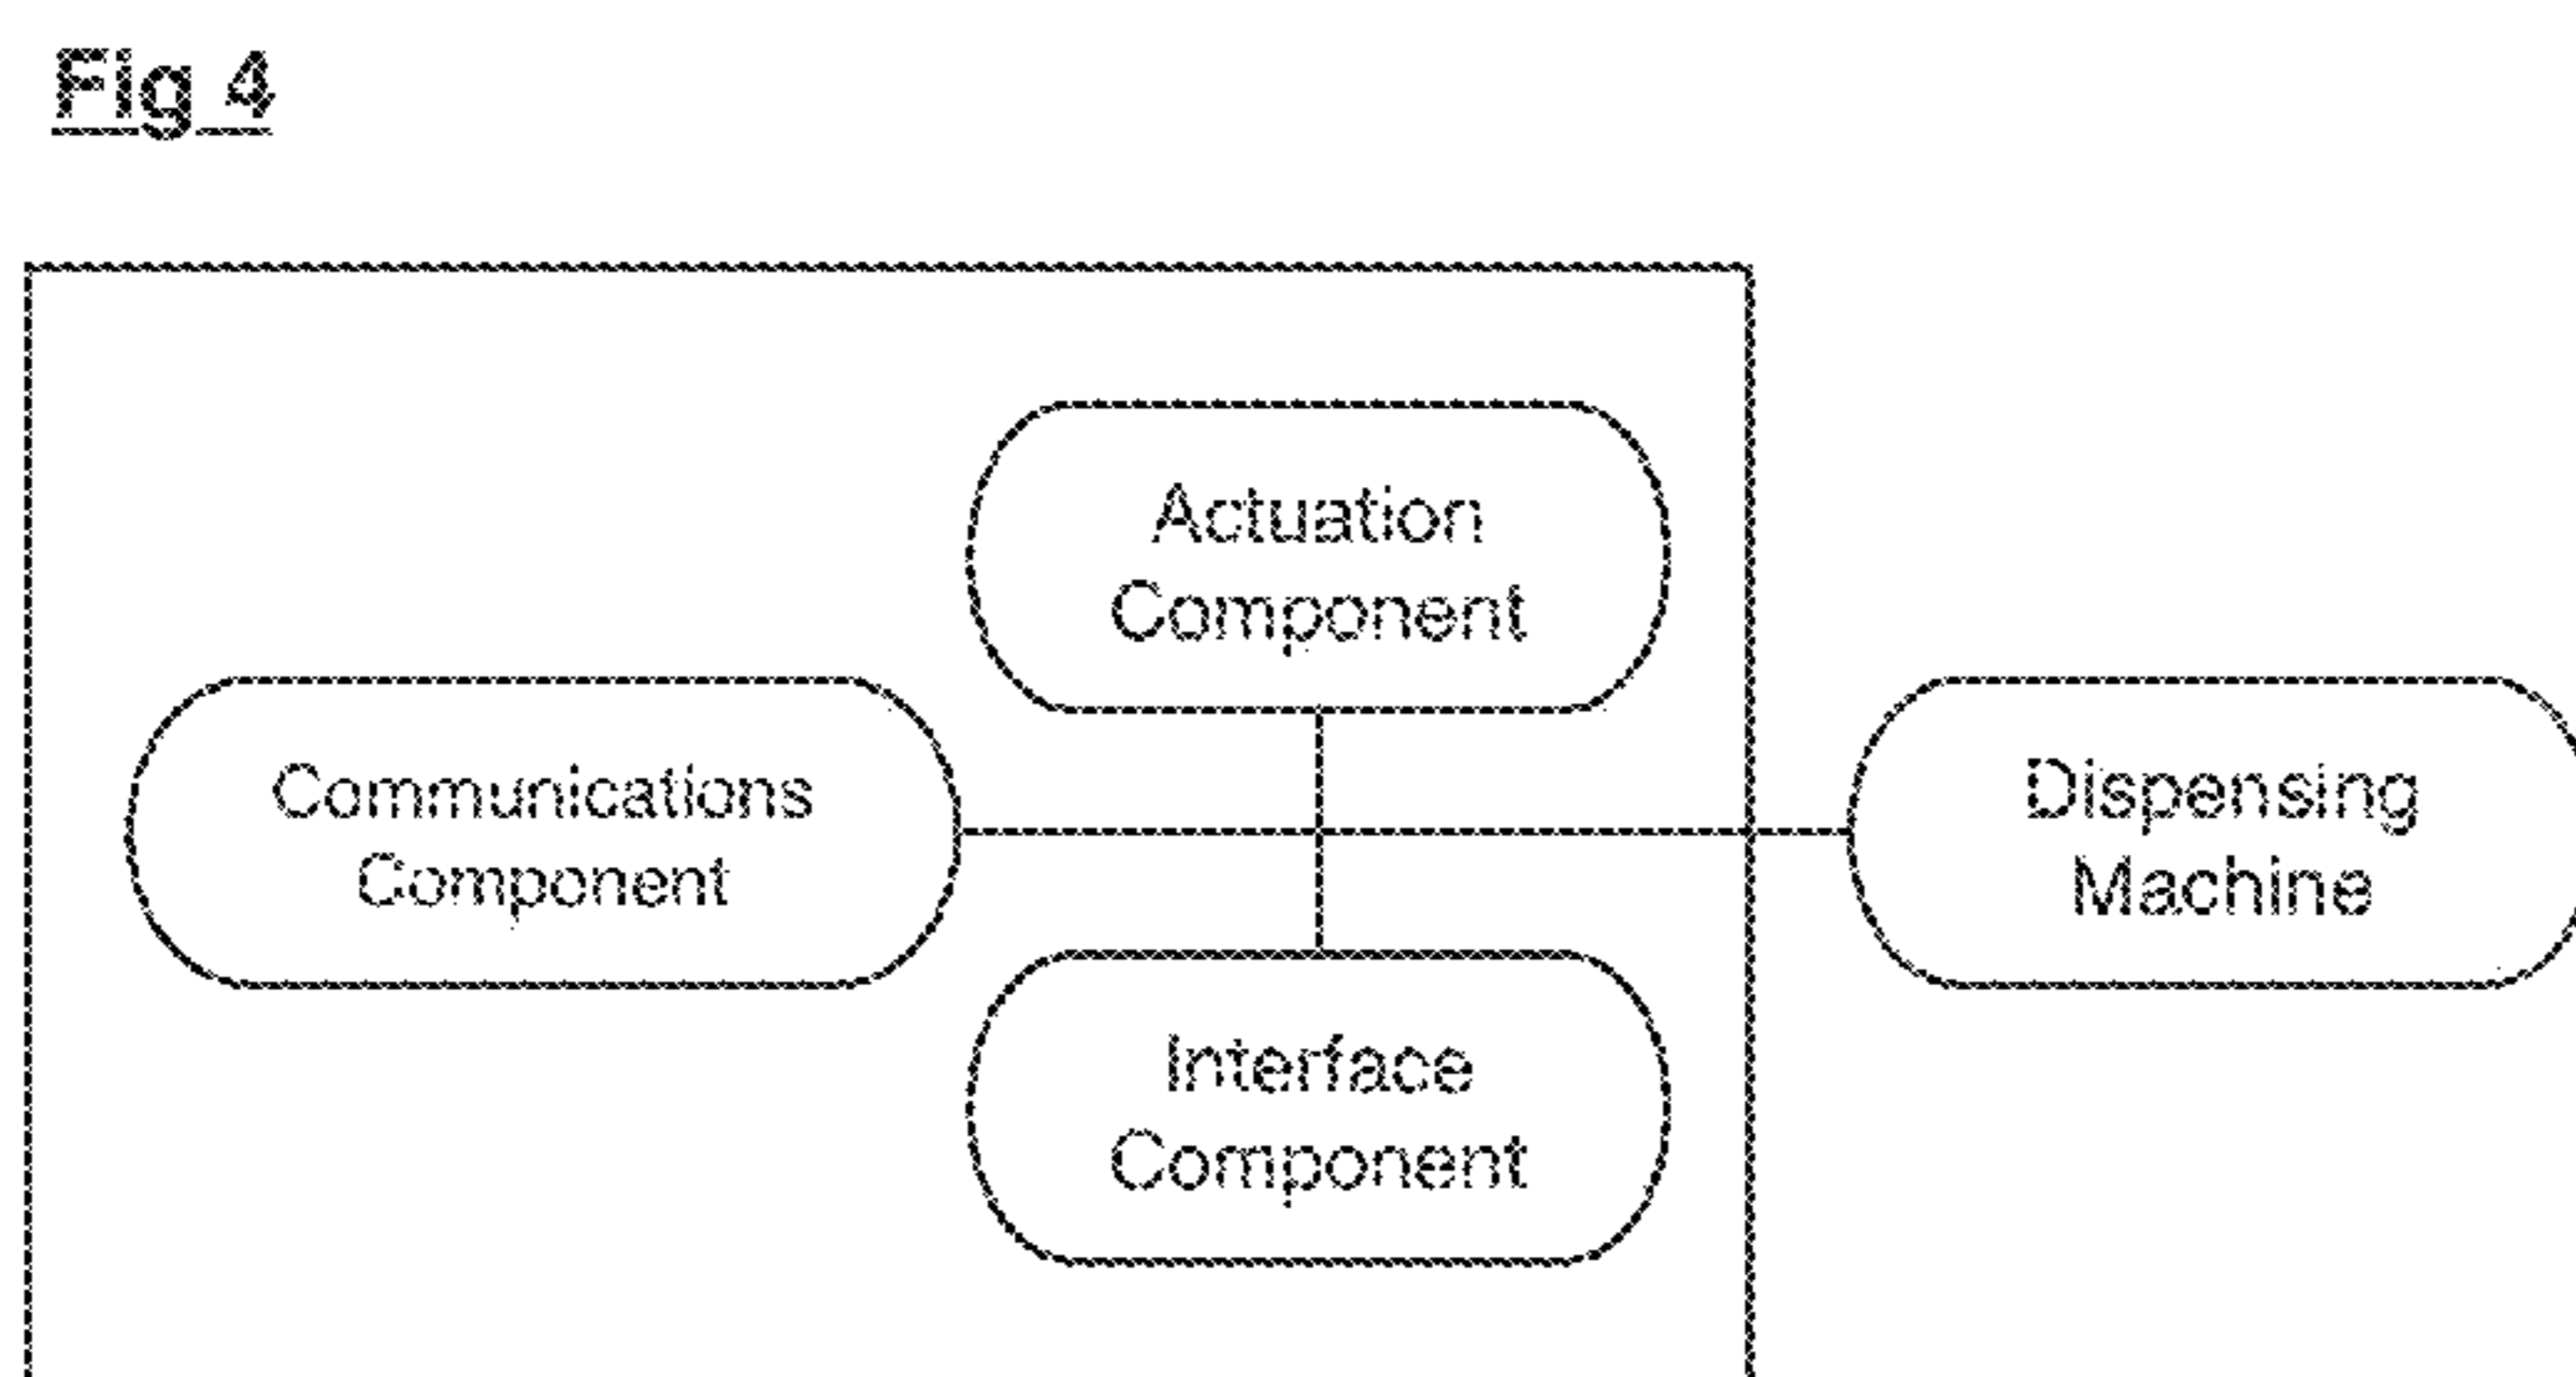 Fig 4
Actuation
Component
Communications
Component
Dispensing
Machine
Interface
Component